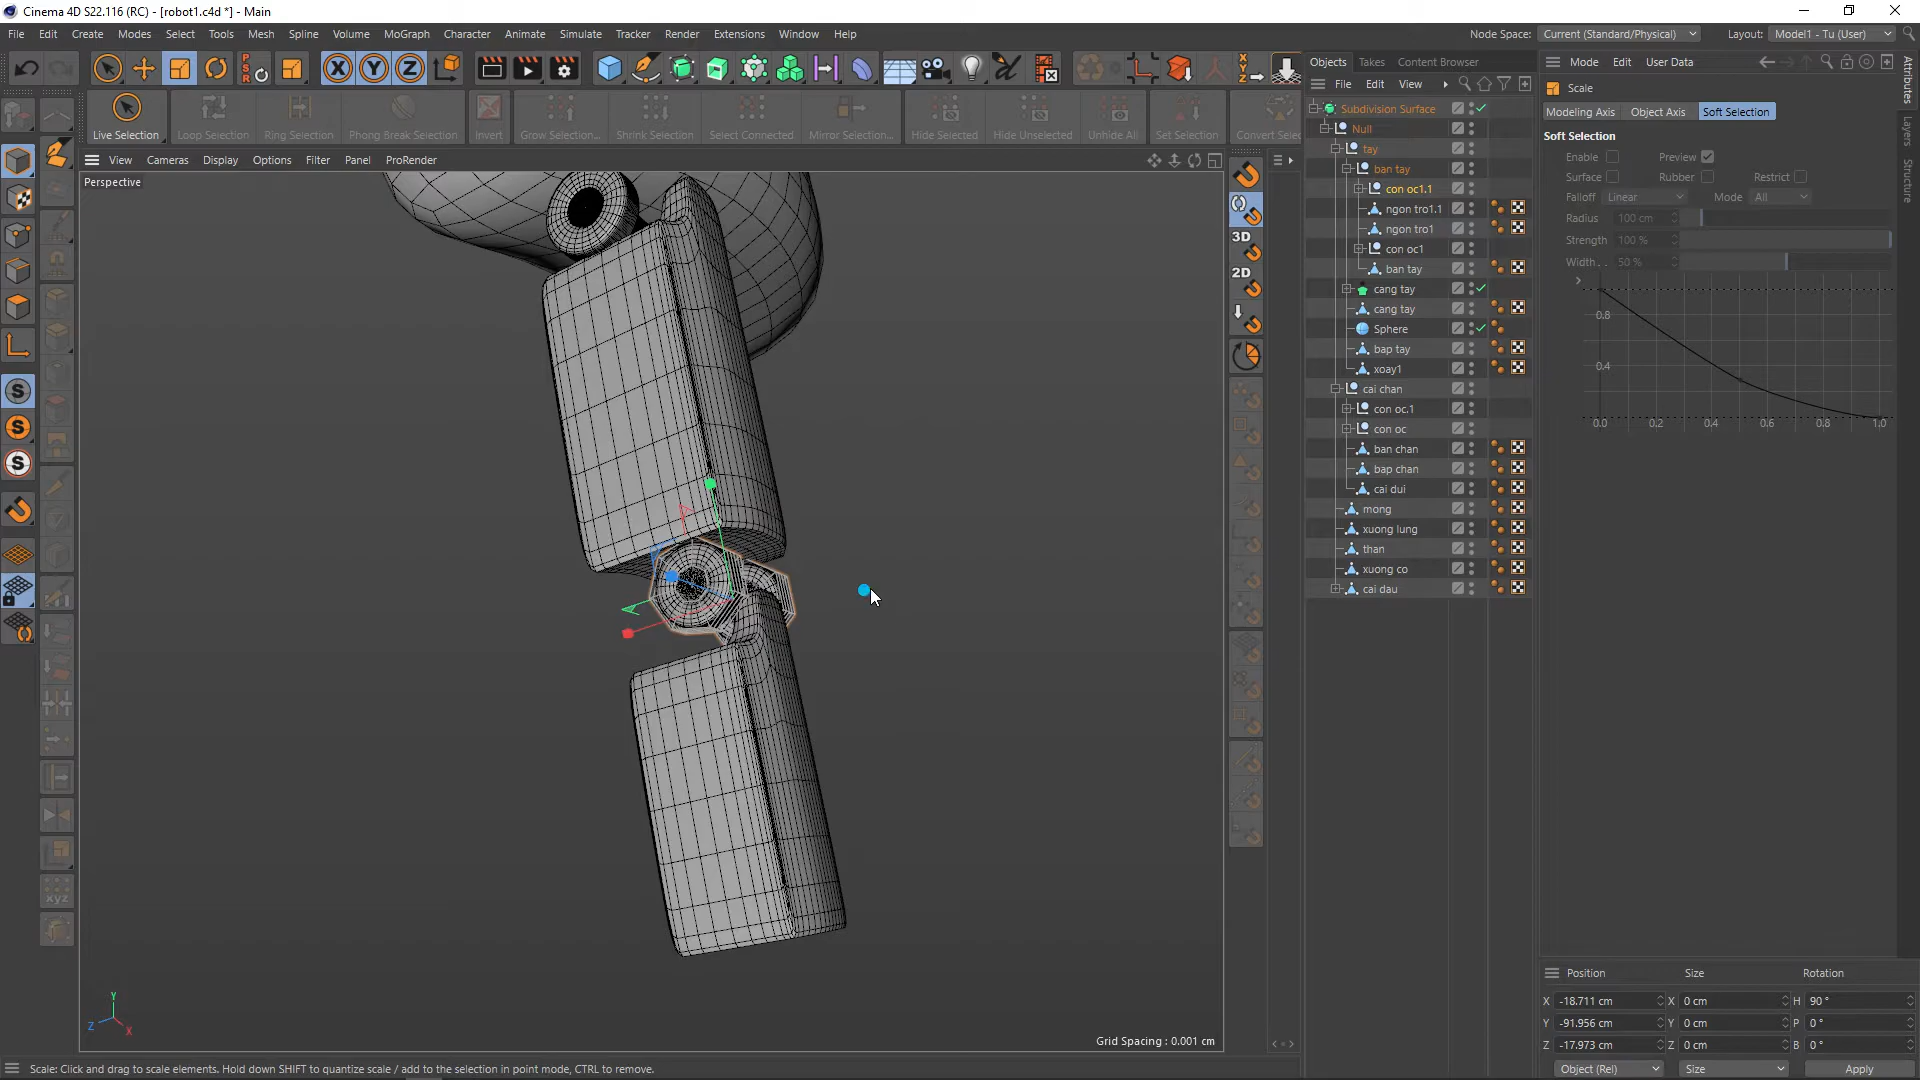 Cinema 4D S22.116 (RC) - [robot1.c4d *] - Main
File Edit Create Modes Select Tools Mesh Spline Volume MoGraph Character Animate Simulate Tracker Render Extensions Window Help
Node Space: Current (Standard/Physical) Layout: Model1 - Tu (User)
PSR X Y Z
Objects Takes Content Browser
Mode Edit User Data
File Edit View
Live Selection Loop Selection Ring Selection Phong Break Selection Invert Grow Selection... Shrink Selection Select Connected Mirror Selection... Hide Selected Hide Unselected Unhide All Set Selection Convert Selec
View Cameras Display Options Filter Panel ProRender
Perspective
Scale
Modeling Axis Object Axis Soft Selection
Soft Selection
Enable Preview
Surface Rubber Restrict
Falloff Linear Mode All
Radius 100 cm
Strength 100 %
Width. . 50 %
0.8
0.4
0.0 0.2 0.4 0.6 0.8 1.0
Subdivision Surface
Null
tay
ban tay
con oc1.1
ngon tro1.1
ngon tro1
con oc1
ban tay
cang tay
cang tay
Sphere
bap tay
xoay1
cai chan
con oc.1
con oc
ban chan
bap chan
cai dui
mong
xuong lung
than
xuong co
cai dau
3D
2D
S
S
S
xyz
Attributes
Layers
Structure
Y
Z X
Grid Spacing : 0.001 cm
Position Size Rotation
X -18.711 cm X 0 cm H 90 °
Y -91.956 cm Y 0 cm P 0 °
Z -17.973 cm Z 0 cm B 0 °
Object (Rel) Size Apply
Scale: Click and drag to scale elements. Hold down SHIFT to quantize scale / add to the selection in point mode, CTRL to remove.